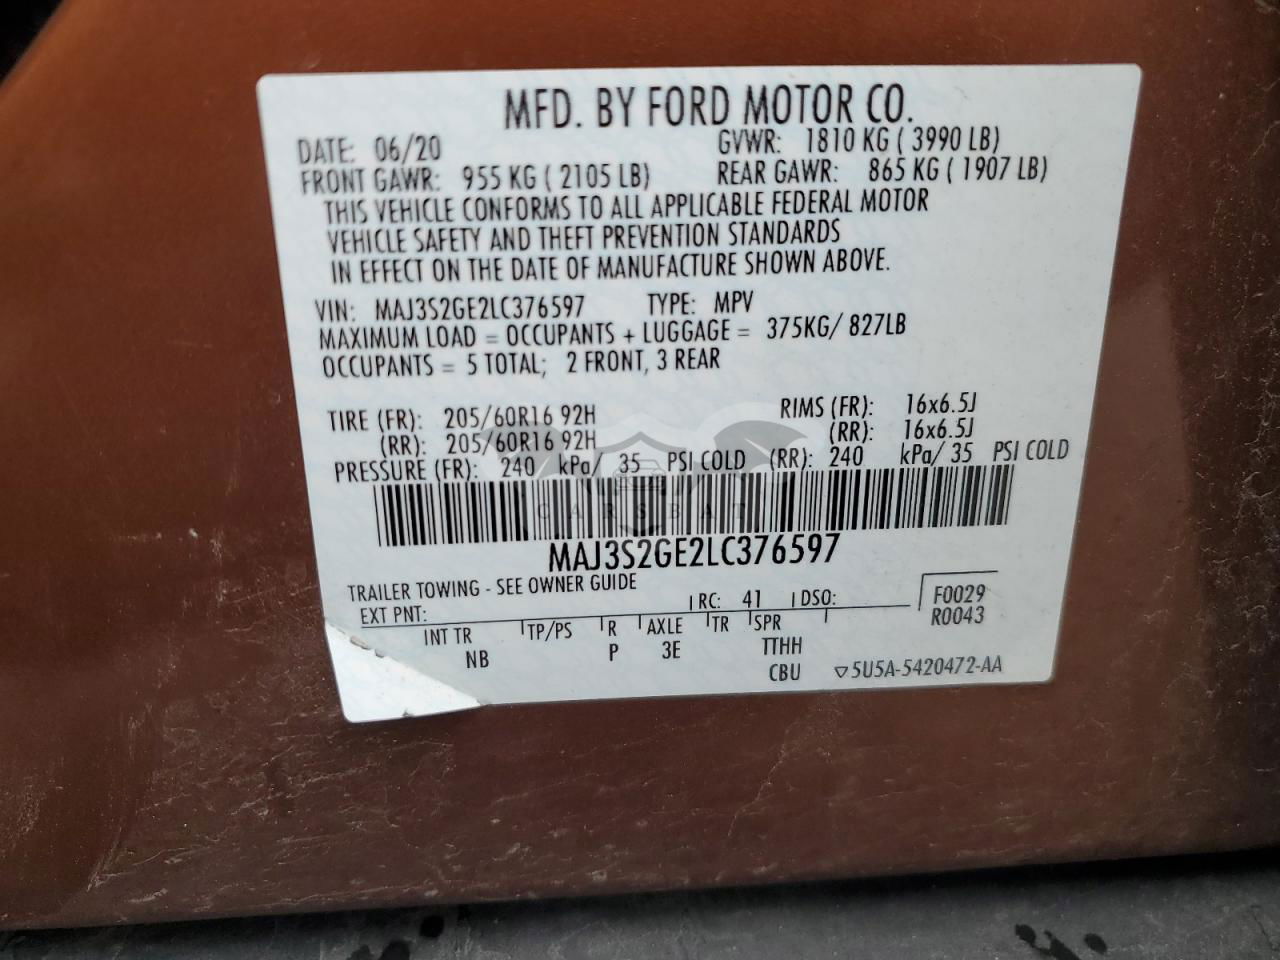 MFD. BY FORD MOTOR CO.
DATE: 06/20 GVWR: 1810 KG ( 3990 LB)
FRONT GAWR: 955 KG ( 2105 LB) REAR GAWR: 865 KG ( 1907 LB)
THIS VEHICLE CONFORMS TO ALL APPLICABLE FEDERAL MOTOR
VEHICLE SAFETY AND THEFT PREVENTION STANDARDS
IN EFFECT ON THE DATE OF MANUFACTURE SHOWN ABOVE.
VIN: MAJ3S2GE2LC376597 TYPE: MPV
MAXIMUM LOAD = OCCUPANTS + LUGGAGE = 375KG/ 827LB
OCCUPANTS = 5 TOTAL; 2 FRONT, 3 REAR
TIRE (FR): 205/60R16 92H RIMS (FR): 16x6.5J
(RR): 205/60R16 92H (RR): 16x6.5J
PRESSURE (FR): 240 kPa/ 35 PSI COLD (RR): 240 kPa/ 35 PSI COLD
CARSBAT
MAJ3S2GE2LC376597
TRAILER TOWING - SEE OWNER GUIDE
EXT PNT: RC: 41 DSO: F0029
R0043
INT TR TP/PS R AXLE TR SPR
NB P 3E TTHH
CBU 5U5A-5420472-AA